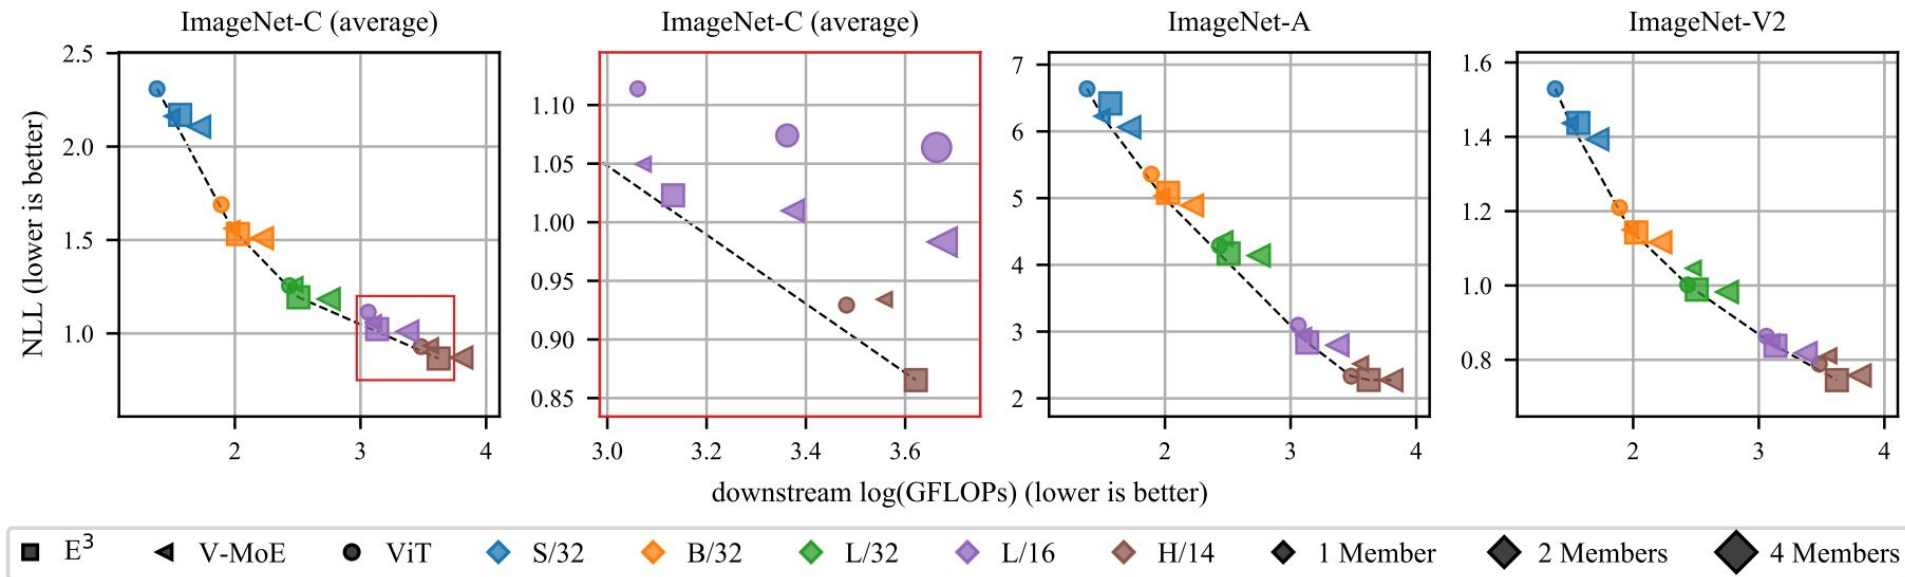 ImageNet-C (average)
ImageNet-C (average)
ImageNet-A
ImageNet-V2
NLL (lower is better)
2.5
2.0
1.5
1.0
2 3 4
1.10
1.05
1.00
0.95
0.90
0.85
3.0 3.2 3.4 3.6
7
6
5
4
3
2
2 3 4
1.6
1.4
1.2
1.0
0.8
2 3 4
downstream log(GFLOPs) (lower is better)
E³ V-MoE ViT S/32 B/32 L/32 L/16 H/14 1 Member 2 Members 4 Members